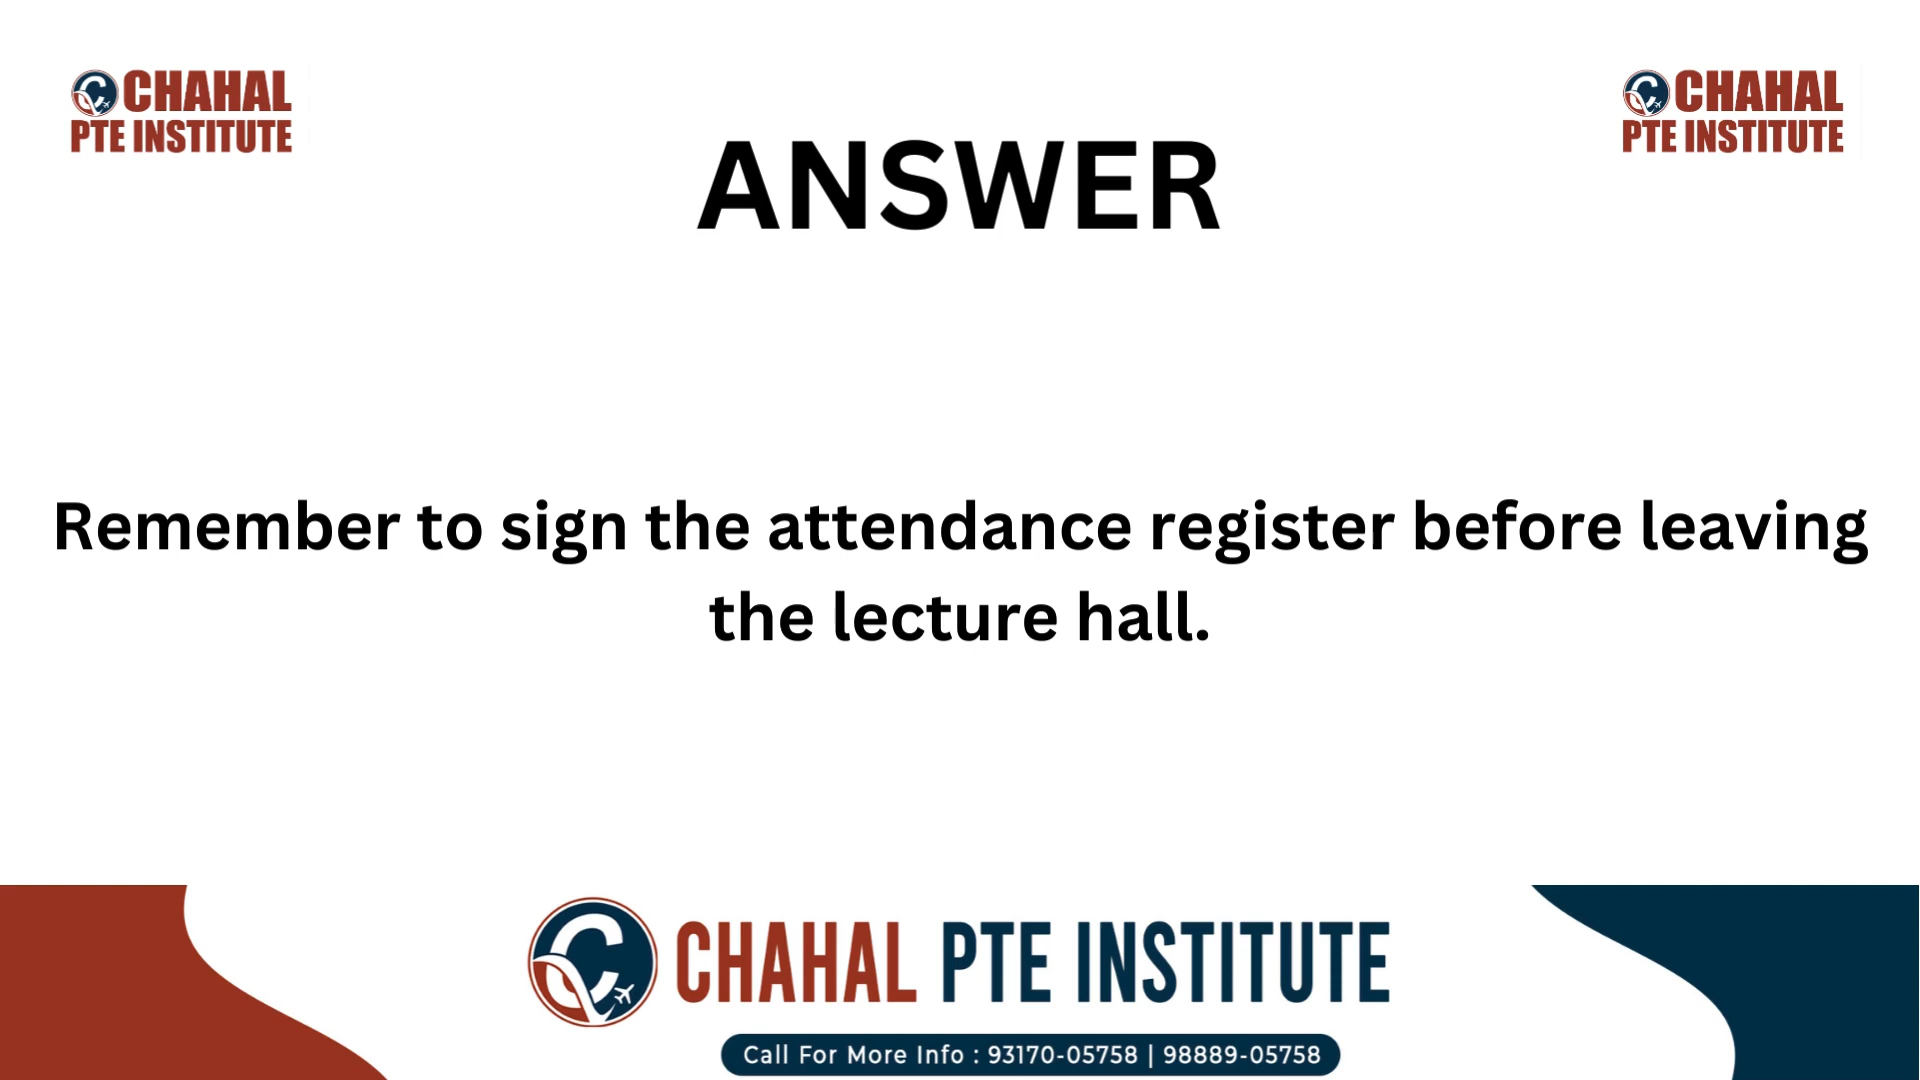 CHAHAL
PTE INSTITUTE
CHAHAL
PTE INSTITUTE
ANSWER
Remember to sign the attendance register before leaving
the lecture hall.
CHAHAL PTE INSTITUTE
Call For More Info : 93170-05758 | 98889-05758